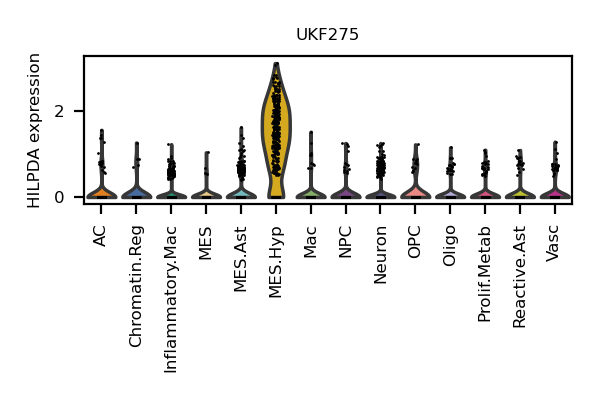 UKF275
HILPDA expression
2
0
AC
Chromatin.Reg
Inflammatory.Mac
MES
MES.Ast
MES.Hyp
Mac
NPC
Neuron
OPC
Oligo
Prolif.Metab
Reactive.Ast
Vasc